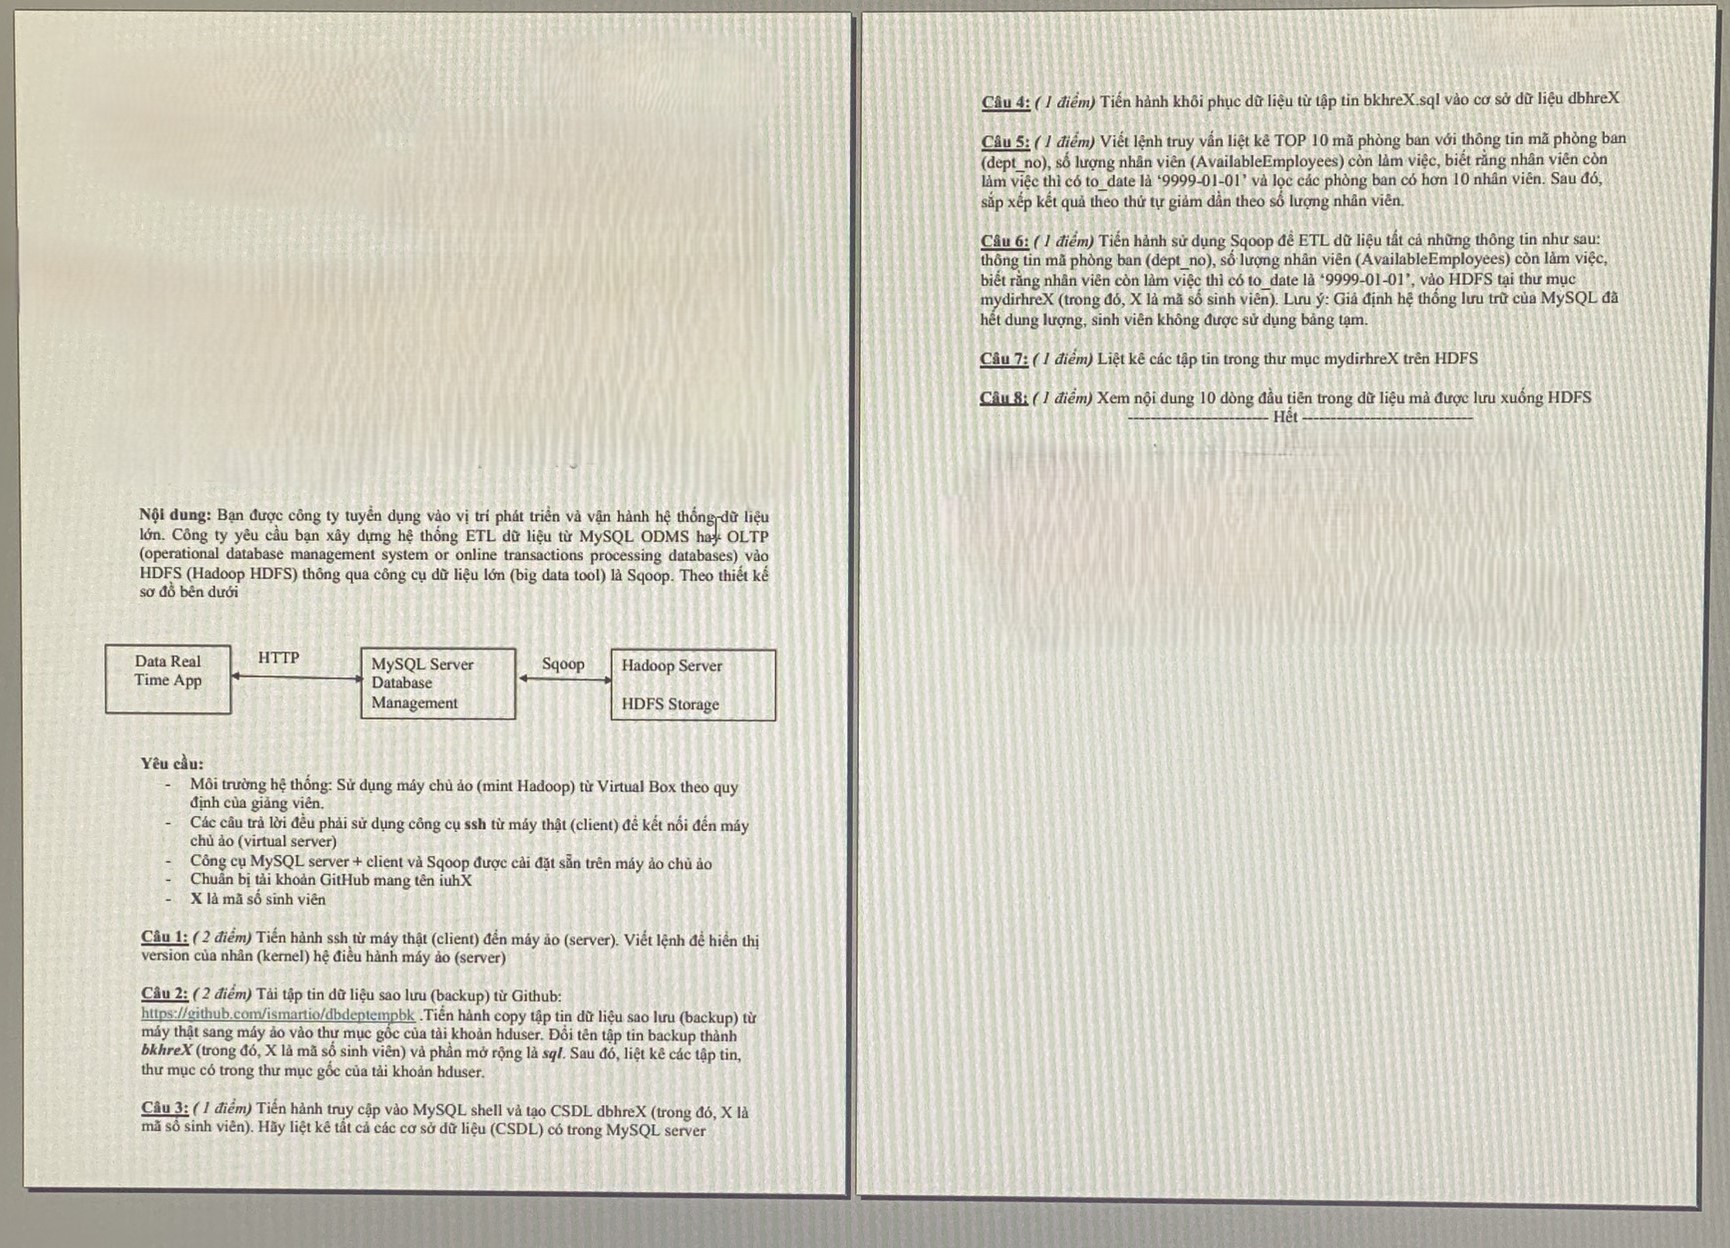 Nội dung: Bạn được công ty tuyển dụng vào vị trí phát triển và vận hành hệ thống dữ liệu
lớn. Công ty yêu cầu bạn xây dựng hệ thống ETL dữ liệu từ MySQL ODMS hay OLTP
(operational database management system or online transactions processing databases) vào
HDFS (Hadoop HDFS) thông qua công cụ dữ liệu lớn (big data tool) là Sqoop. Theo thiết kế
sơ đồ bên dưới
Data Real
Time App
HTTP
MySQL Server
Database
Management
Sqoop
Hadoop Server
HDFS Storage
Yêu cầu:
- Môi trường hệ thống: Sử dụng máy chủ ảo (mint Hadoop) từ Virtual Box theo quy
định của giảng viên.
- Các câu trả lời đều phải sử dụng công cụ ssh từ máy thật (client) để kết nối đến máy
chủ ảo (virtual server)
- Công cụ MySQL server + client và Sqoop được cài đặt sẵn trên máy ảo chủ ảo
- Chuẩn bị tài khoản GitHub mang tên iuhX
- X là mã số sinh viên
Câu 1: ( 2 điểm) Tiến hành ssh từ máy thật (client) đến máy ảo (server). Viết lệnh để hiển thị
version của nhân (kernel) hệ điều hành máy ảo (server)
Câu 2: ( 2 điểm) Tải tập tin dữ liệu sao lưu (backup) từ Github:
https://github.com/ismartio/dbdeptempbk .Tiến hành copy tập tin dữ liệu sao lưu (backup) từ
máy thật sang máy ảo vào thư mục gốc của tài khoản hduser. Đổi tên tập tin backup thành
bkhreX (trong đó, X là mã số sinh viên) và phần mở rộng là sql. Sau đó, liệt kê các tập tin,
thư mục có trong thư mục gốc của tài khoản hduser.
Câu 3: ( 1 điểm) Tiến hành truy cập vào MySQL shell và tạo CSDL dbhreX (trong đó, X là
mã số sinh viên). Hãy liệt kê tất cả các cơ sở dữ liệu (CSDL) có trong MySQL server
Câu 4: ( 1 điểm) Tiến hành khôi phục dữ liệu từ tập tin bkhreX.sql vào cơ sở dữ liệu dbhreX
Câu 5: ( 1 điểm) Viết lệnh truy vấn liệt kê TOP 10 mã phòng ban với thông tin mã phòng ban
(dept_no), số lượng nhân viên (AvailableEmployees) còn làm việc, biết rằng nhân viên còn
làm việc thì có to_date là ‘9999-01-01’ và lọc các phòng ban có hơn 10 nhân viên. Sau đó,
sắp xếp kết quả theo thứ tự giảm dần theo số lượng nhân viên.
Câu 6: ( 1 điểm) Tiến hành sử dụng Sqoop để ETL dữ liệu tất cả những thông tin như sau:
thông tin mã phòng ban (dept_no), số lượng nhân viên (AvailableEmployees) còn làm việc,
biết rằng nhân viên còn làm việc thì có to_date là ‘9999-01-01’, vào HDFS tại thư mục
mydirhreX (trong đó, X là mã số sinh viên). Lưu ý: Giả định hệ thống lưu trữ của MySQL đã
hết dung lượng, sinh viên không được sử dụng bảng tạm.
Câu 7: ( 1 điểm) Liệt kê các tập tin trong thư mục mydirhreX trên HDFS
Câu 8: ( 1 điểm) Xem nội dung 10 dòng đầu tiên trong dữ liệu mà được lưu xuống HDFS
------------------------- Hết -------------------------------